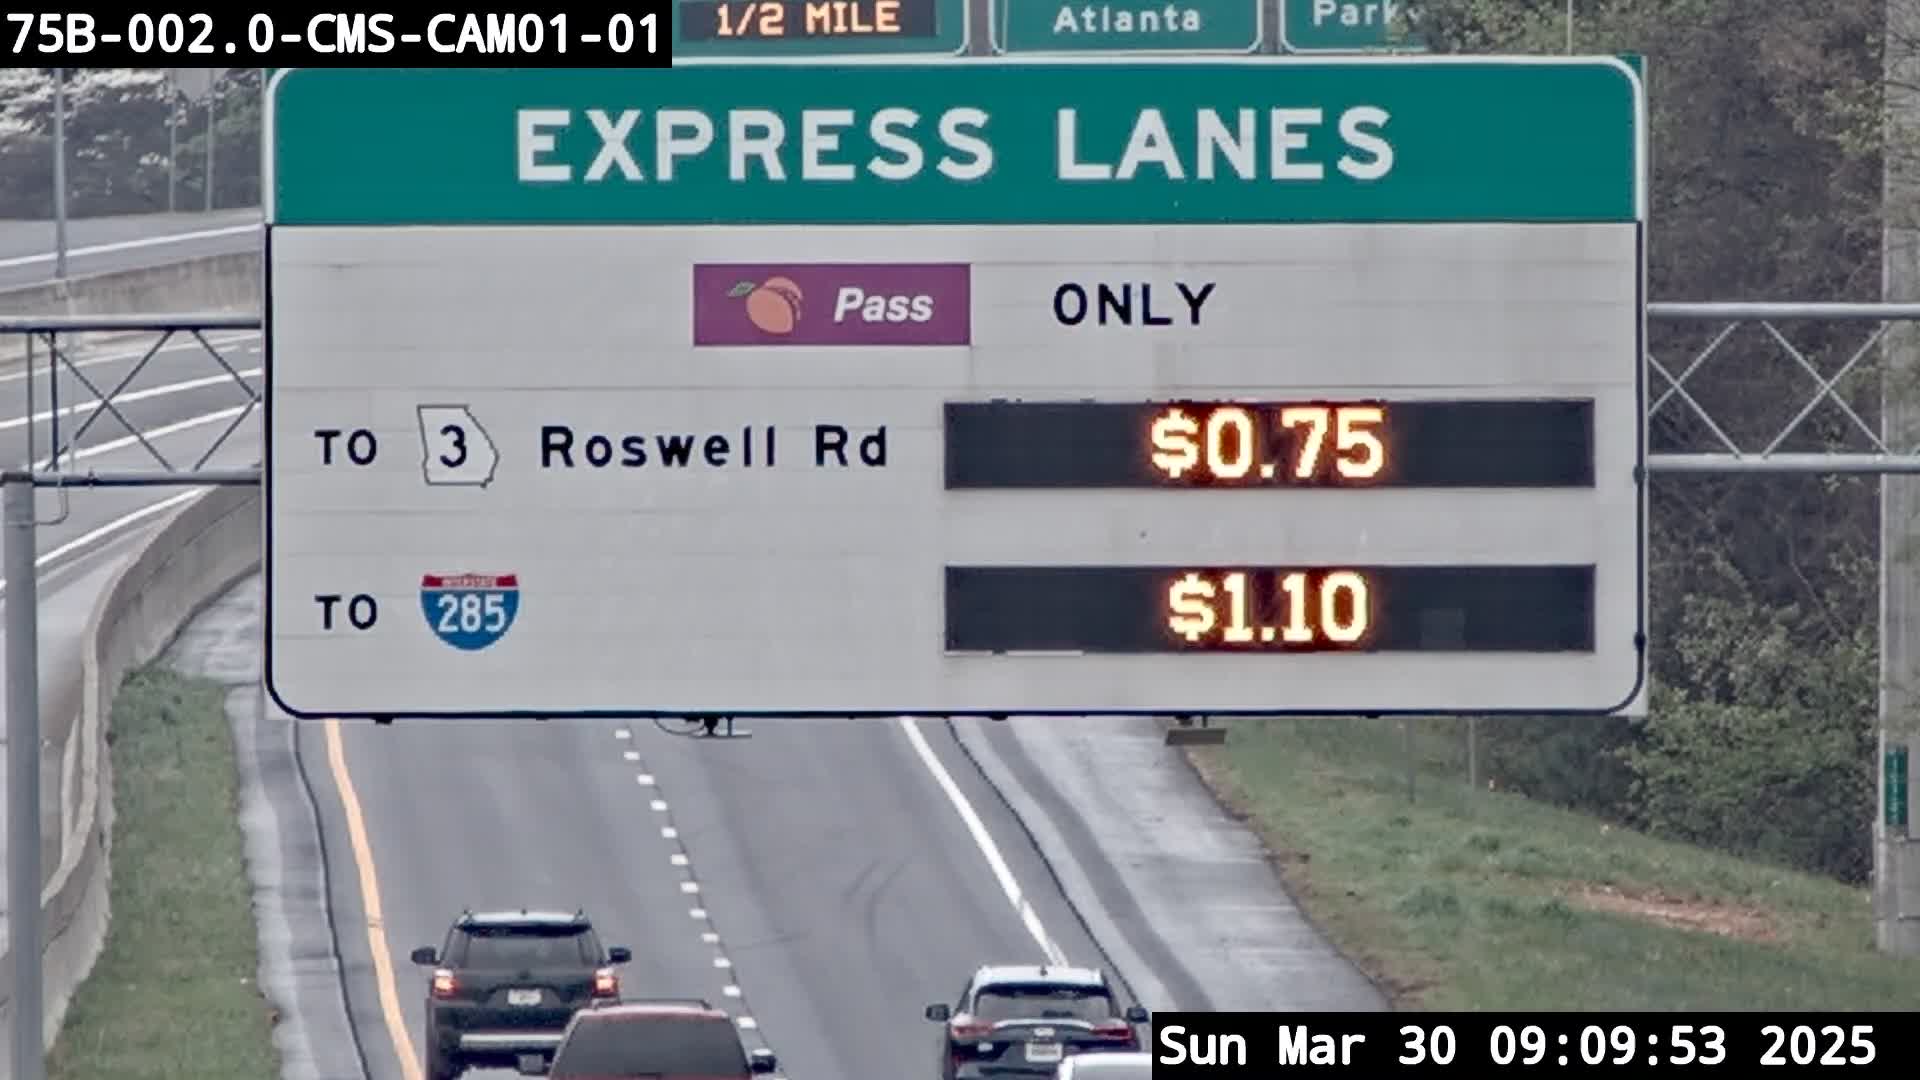 75B-002.0-CMS-CAM01-01
1/2 MILE
Atlanta
EXPRESS LANES
Pass ONLY
TO 3 Roswell Rd $0.75
TO INTERSTATE 285 $1.10
Sun Mar 30 09:09:53 2025